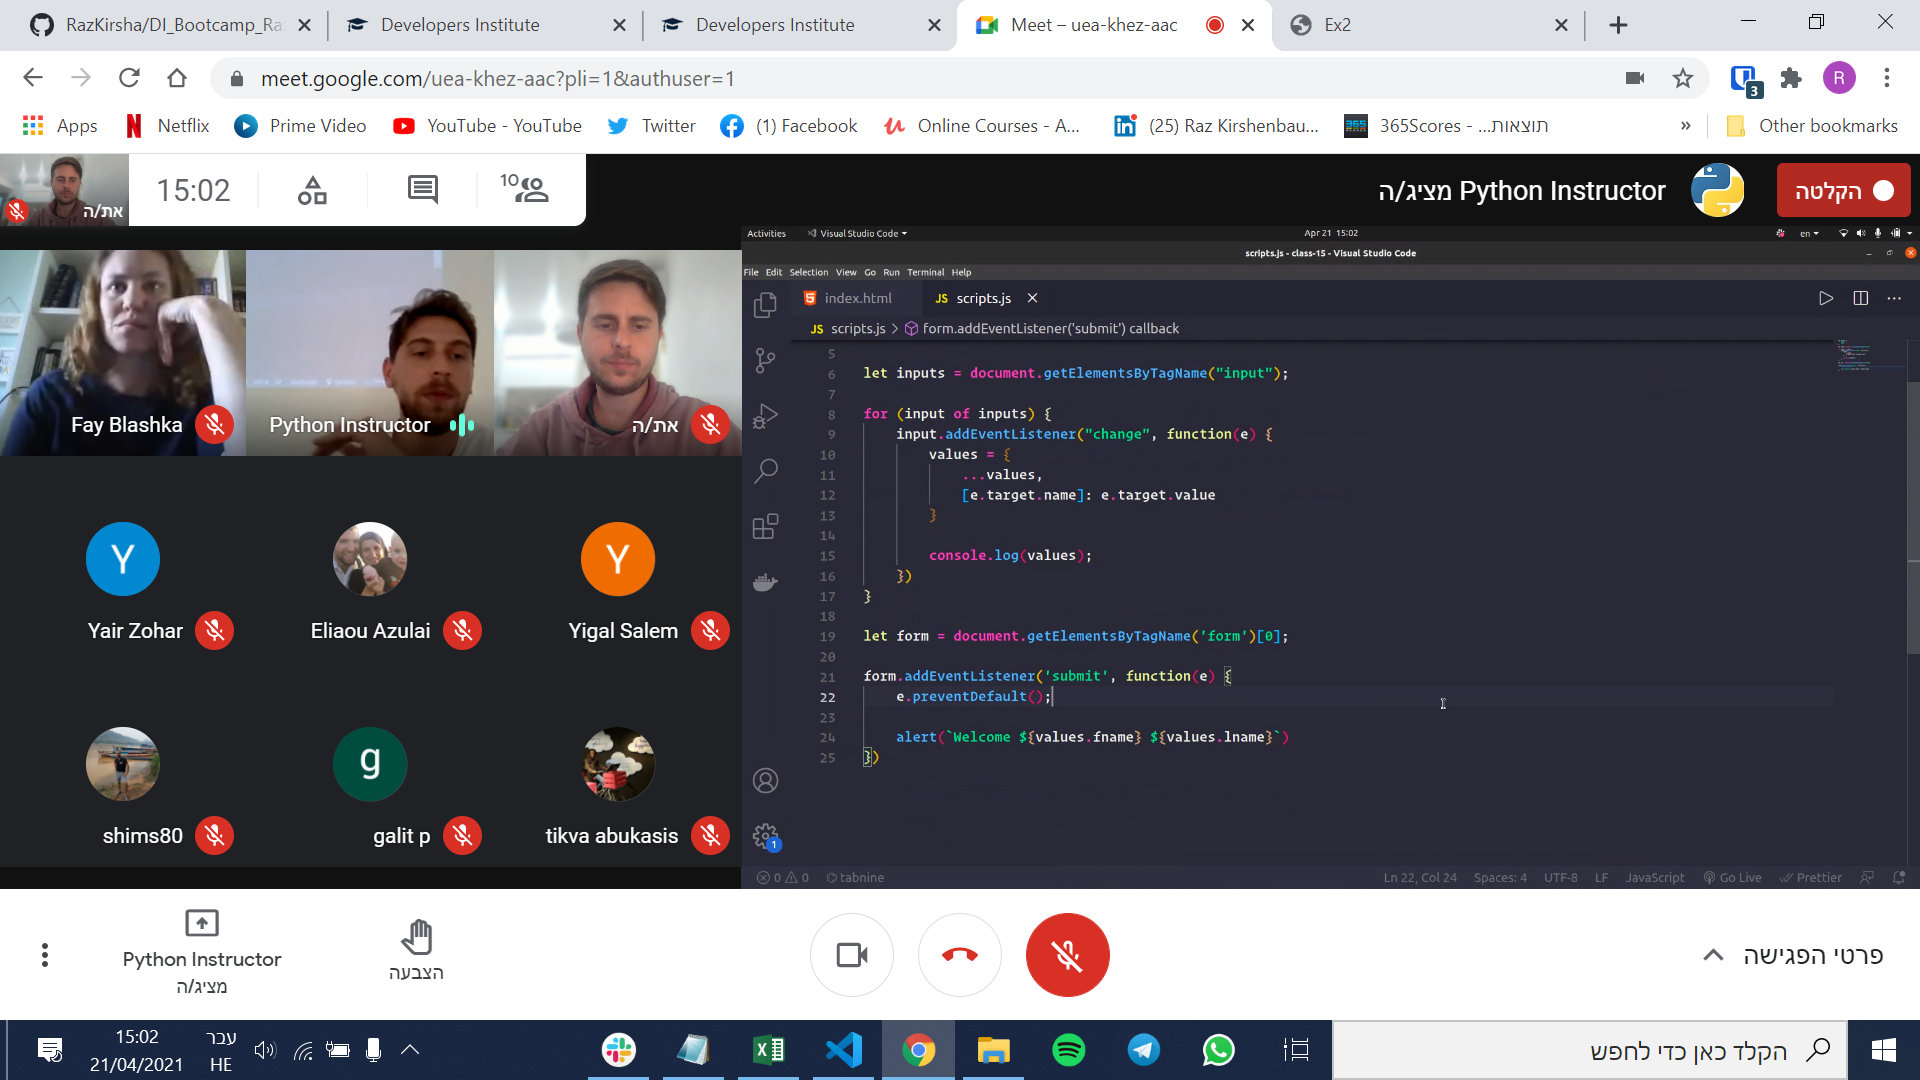 RazKirsha/DI_Bootcamp_Ra
Developers Institute
Developers Institute
Meet – uea-khez-aac
Ex2
meet.google.com/uea-khez-aac?pli=1&authuser=1
3
R
Apps
Netflix
Prime Video
YouTube - YouTube
Twitter
(1) Facebook
Online Courses - A...
(25) Raz Kirshenbau...
365Scores - ...תוצאות
»
Other bookmarks
את/ה
15:02
10
Python Instructor מציג/ה
הקלטה
Fay Blashka
Python Instructor
את/ה
Y
Yair Zohar
Eliaou Azulai
Y
Yigal Salem
shims80
g
galit p
tikva abukasis
Activities
Visual Studio Code
Apr 21 15:02
en
scripts.js - class-15 - Visual Studio Code
File Edit Selection View Go Run Terminal Help
index.html
JS scripts.js
JS scripts.js > form.addEventListener('submit') callback
5
6 let inputs = document.getElementsByTagName("input");
7
8 for (input of inputs) {
9 input.addEventListener("change", function(e) {
10 values = {
11 ...values,
12 [e.target.name]: e.target.value
13 }
14
15 console.log(values);
16 })
17 }
18
19 let form = document.getElementsByTagName('form')[0];
20
21 form.addEventListener('submit', function(e) {
22 e.preventDefault();
23
24 alert(`Welcome ${values.fname} ${values.lname}`)
25 })
1
0 0 tabnine
Ln 22, Col 24 Spaces: 4 UTF-8 LF JavaScript Go Live Prettier
Python Instructor
מציג/ה
הצבעה
פרטי הפגישה
15:02
21/04/2021
עבר
HE
הקלד כאן כדי לחפש